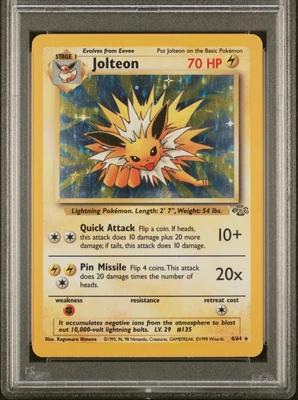 Evolves from Eevee
Put Jolteon on the Basic Pokémon
STAGE 1
Jolteon
70 HP
Lightning Pokémon. Length: 2' 7", Weight: 54 lbs.
Quick Attack Flip a coin. If heads,
this attack does 10 damage plus 20 more
damage; if tails, this attack does 10 damage.
10+
Pin Missile Flip 4 coins. This attack
does 20 damage times the number of
heads.
20x
weakness
resistance
retreat cost
It accumulates negative ions from the atmosphere to blast
out 10,000-volt lightning bolts. LV. 29 #135
Illus. Kagemaru Himeno
©1995, 96, 98 Nintendo, Creatures, GAMEFREAK. ©1999 Wizards.
4/64